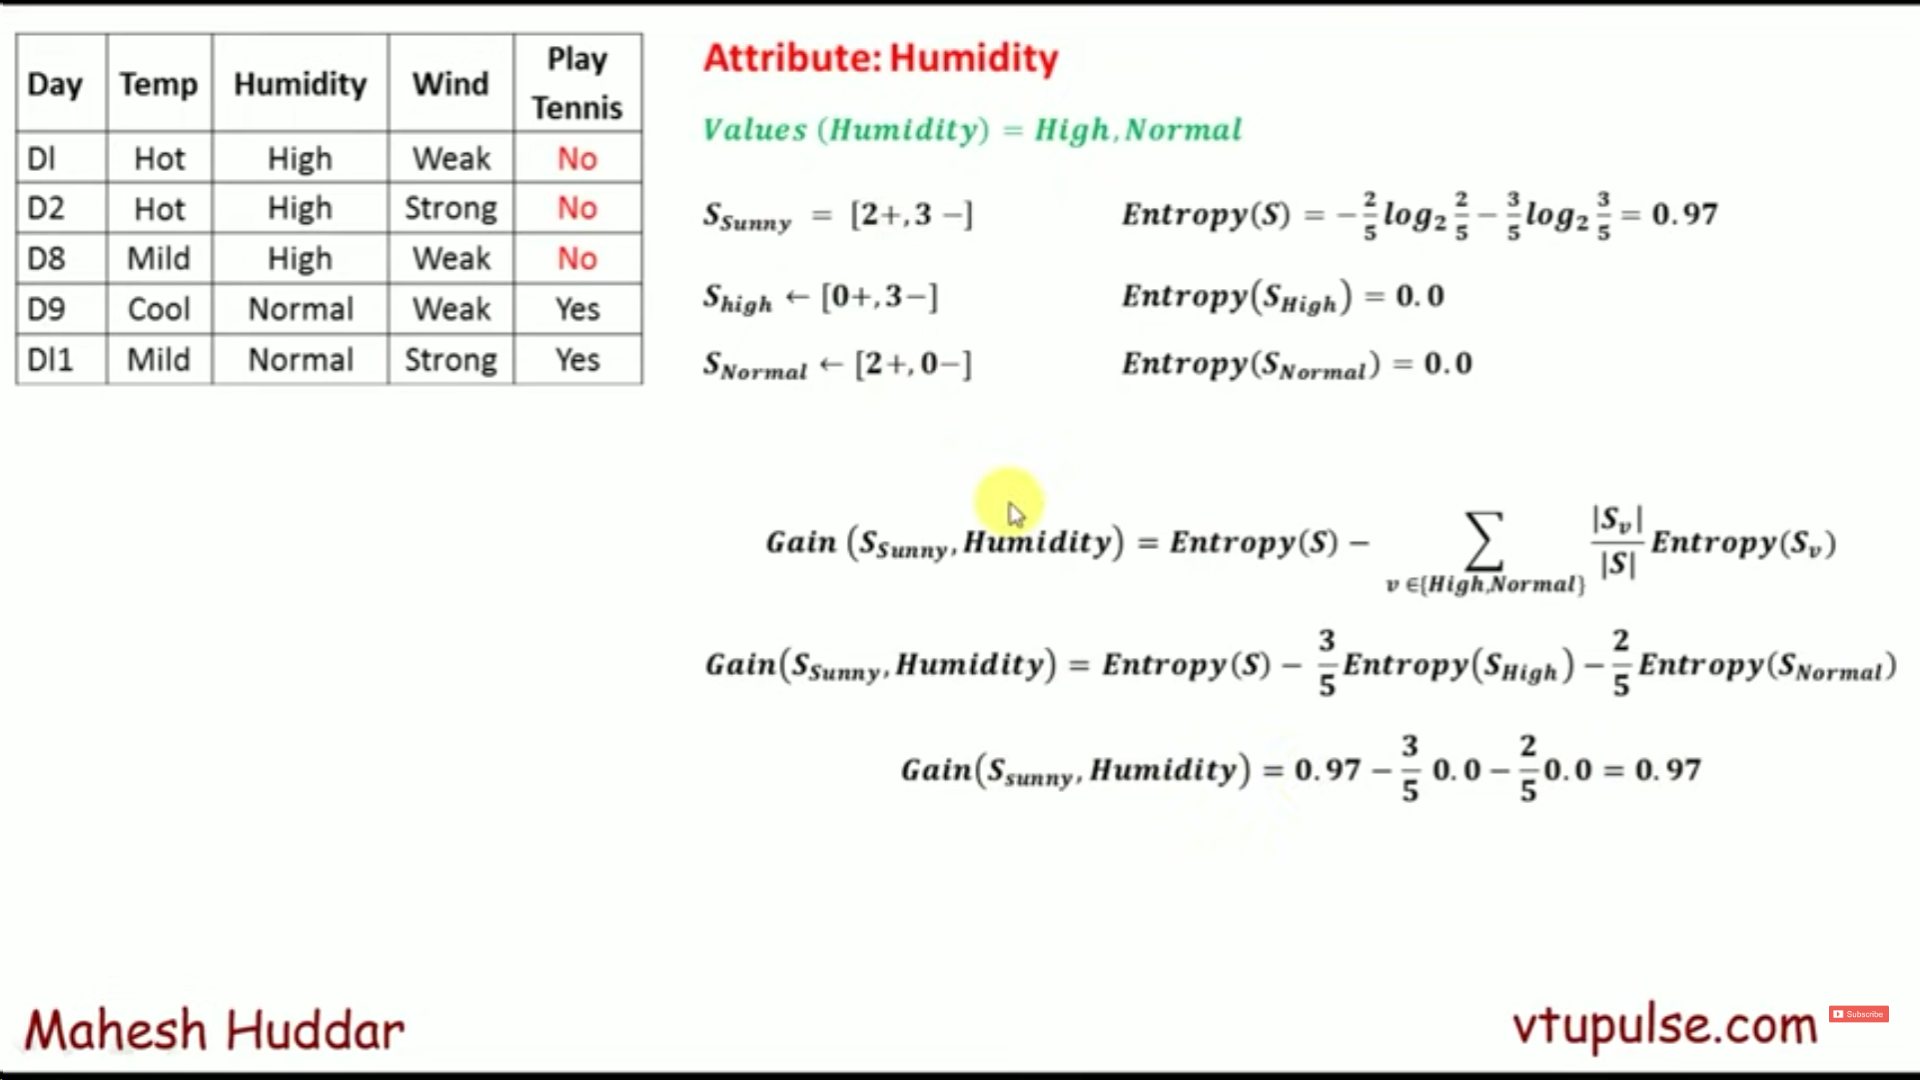 Day Temp Humidity Wind Play Tennis
Dl Hot High Weak No
D2 Hot High Strong No
D8 Mild High Weak No
D9 Cool Normal Weak Yes
Dl1 Mild Normal Strong Yes
Attribute: Humidity
Values (Humidity) = High, Normal
S_Sunny = [2+, 3 −] Entropy(S) = −2/5 log₂ 2/5 − 3/5 log₂ 3/5 = 0.97
S_high ← [0+, 3−] Entropy(S_High) = 0.0
S_Normal ← [2+, 0−] Entropy(S_Normal) = 0.0
Gain (S_Sunny, Humidity) = Entropy(S) − ∑ v ∈{High,Normal} |S_v|/|S| Entropy(S_v)
Gain(S_Sunny, Humidity) = Entropy(S) − 3/5 Entropy(S_High) − 2/5 Entropy(S_Normal)
Gain(S_sunny, Humidity) = 0.97 − 3/5 0.0 − 2/5 0.0 = 0.97
Mahesh Huddar
vtupulse.com
Subscribe